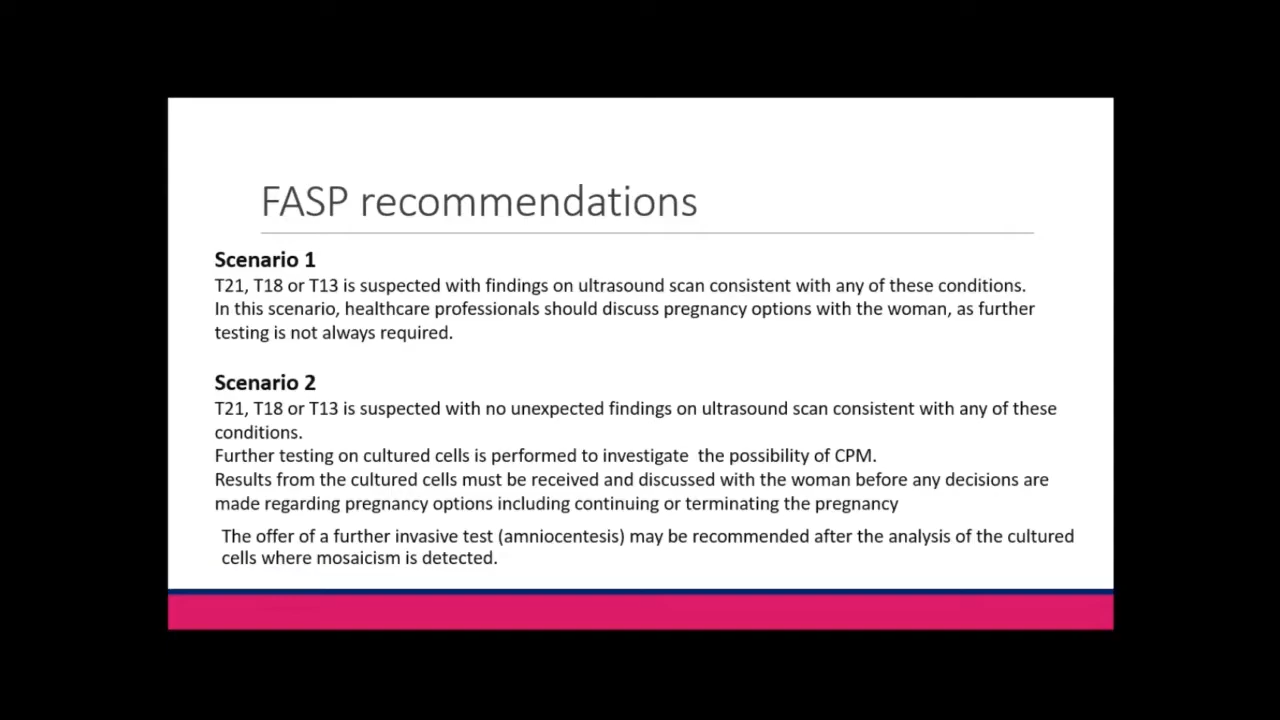 FASP recommendations
Scenario 1
T21, T18 or T13 is suspected with findings on ultrasound scan consistent with any of these conditions.
In this scenario, healthcare professionals should discuss pregnancy options with the woman, as further
testing is not always required.
Scenario 2
T21, T18 or T13 is suspected with no unexpected findings on ultrasound scan consistent with any of these
conditions.
Further testing on cultured cells is performed to investigate  the possibility of CPM.
Results from the cultured cells must be received and discussed with the woman before any decisions are
made regarding pregnancy options including continuing or terminating the pregnancy
The offer of a further invasive test (amniocentesis) may be recommended after the analysis of the cultured
cells where mosaicism is detected.